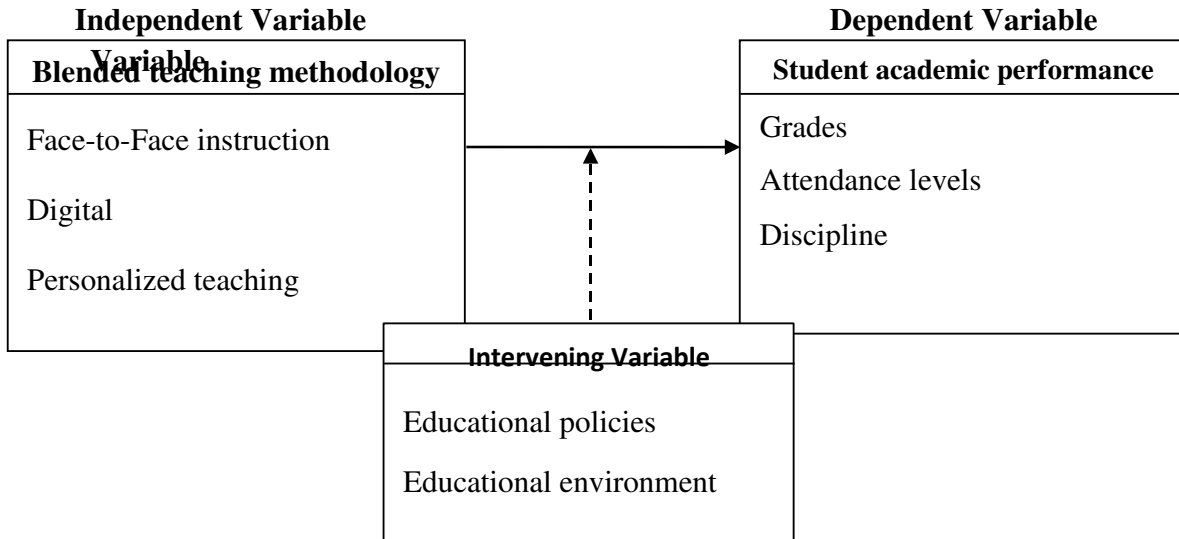 Independent Variable
Variable
Blended teaching methodology
Face-to-Face instruction
Digital
Personalized teaching
Dependent Variable
Student academic performance
Grades
Attendance levels
Discipline
Intervening Variable
Educational policies
Educational environment